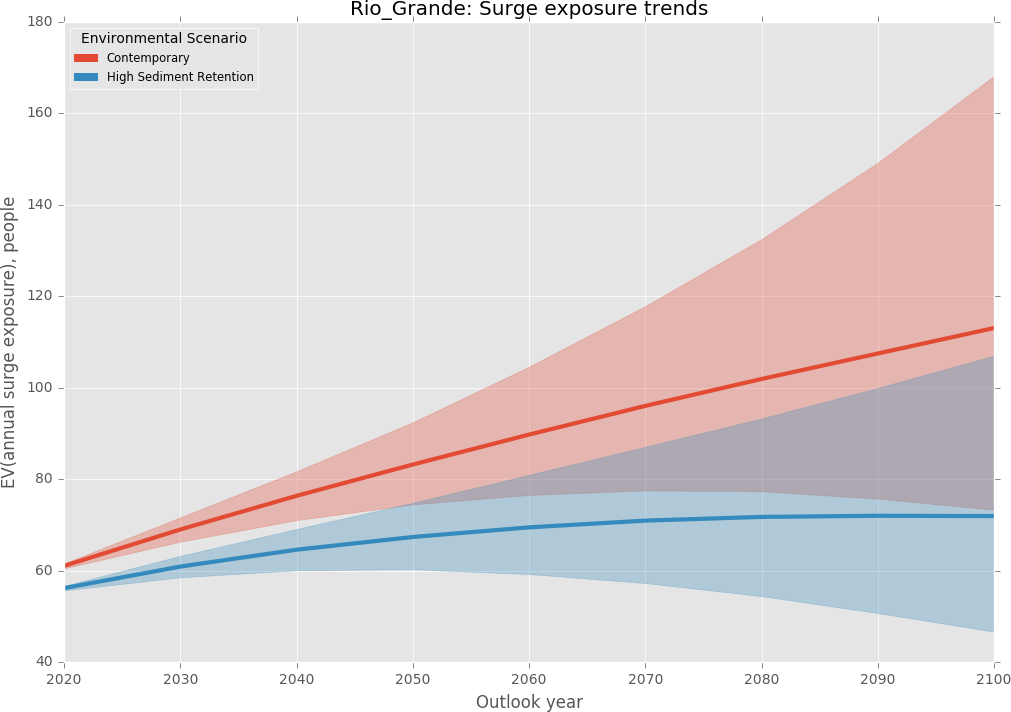 Rio_Grande: Surge exposure trends
Environmental Scenario
Contemporary
High Sediment Retention
EV(annual surge exposure), people
180
160
140
120
100
80
60
40
2020 2030 2040 2050 2060 2070 2080 2090 2100
Outlook year